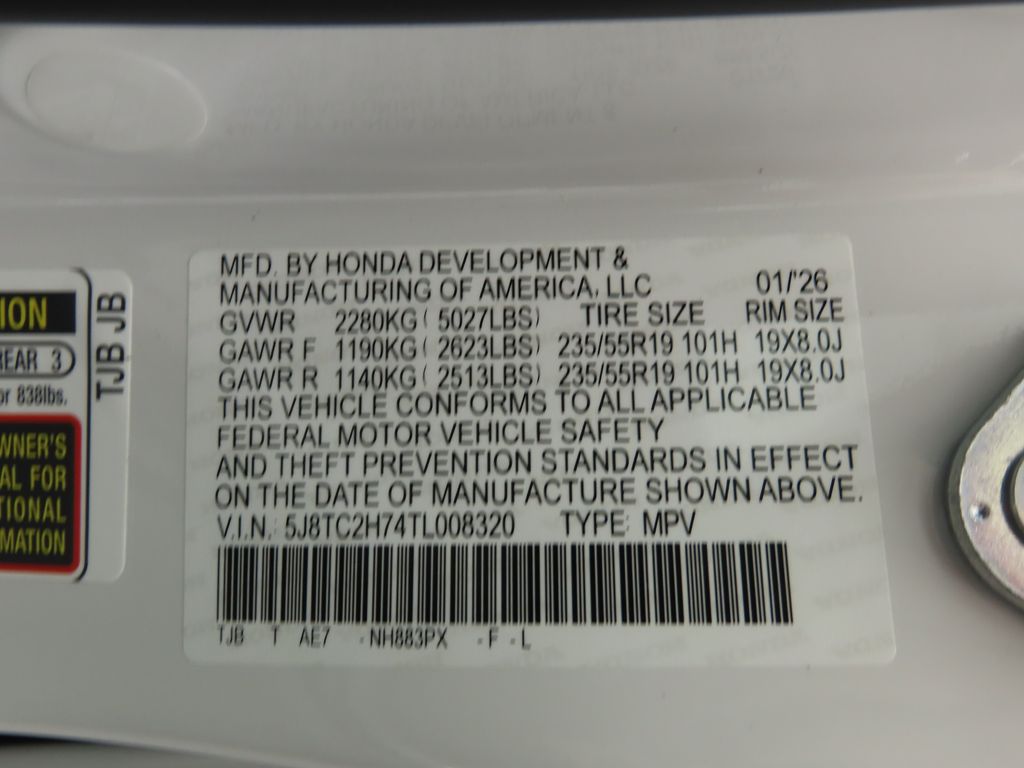 MFD. BY HONDA DEVELOPMENT &
MANUFACTURING OF AMERICA, LLC 01/'26
GVWR 2280KG ( 5027LBS) TIRE SIZE RIM SIZE
GAWR F 1190KG ( 2623LBS) 235/55R19 101H 19X8.0J
GAWR R 1140KG ( 2513LBS) 235/55R19 101H 19X8.0J
THIS VEHICLE CONFORMS TO ALL APPLICABLE
FEDERAL MOTOR VEHICLE SAFETY
AND THEFT PREVENTION STANDARDS IN EFFECT
ON THE DATE OF MANUFACTURE SHOWN ABOVE.
V.I.N.: 5J8TC2H74TL008320 TYPE: MPV
TJB T AE7 -NH883PX -F -L
ION
REAR 3
or 838lbs.
WNER'S
AL FOR
TIONAL
MATION
TJB JB